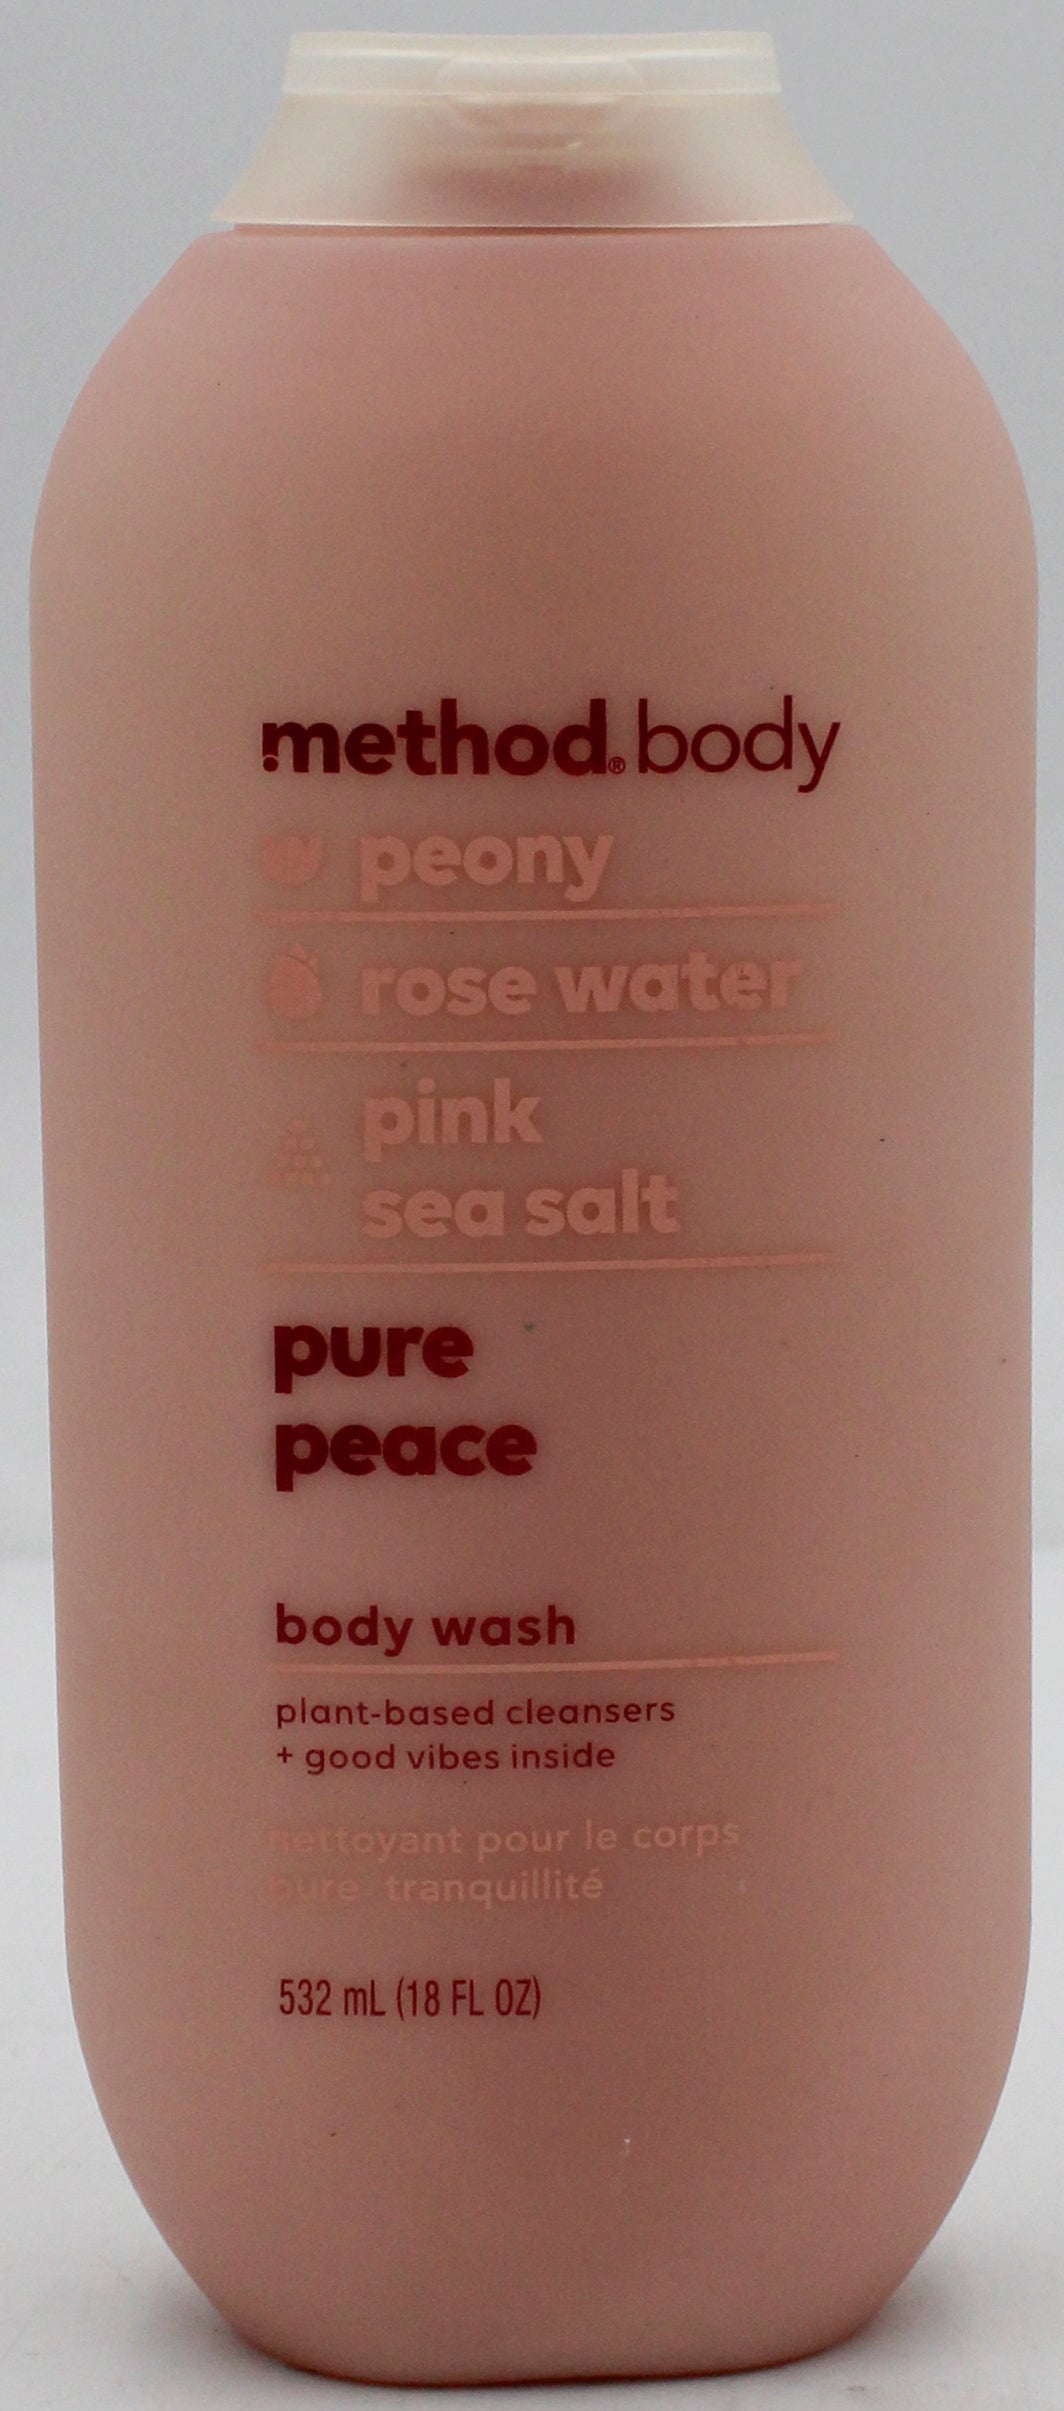 method® body
peony
rose water
pink
sea salt
pure
peace
body wash
plant-based cleansers
+ good vibes inside
nettoyant pour le corps
pure tranquillité
532 mL (18 FL OZ)